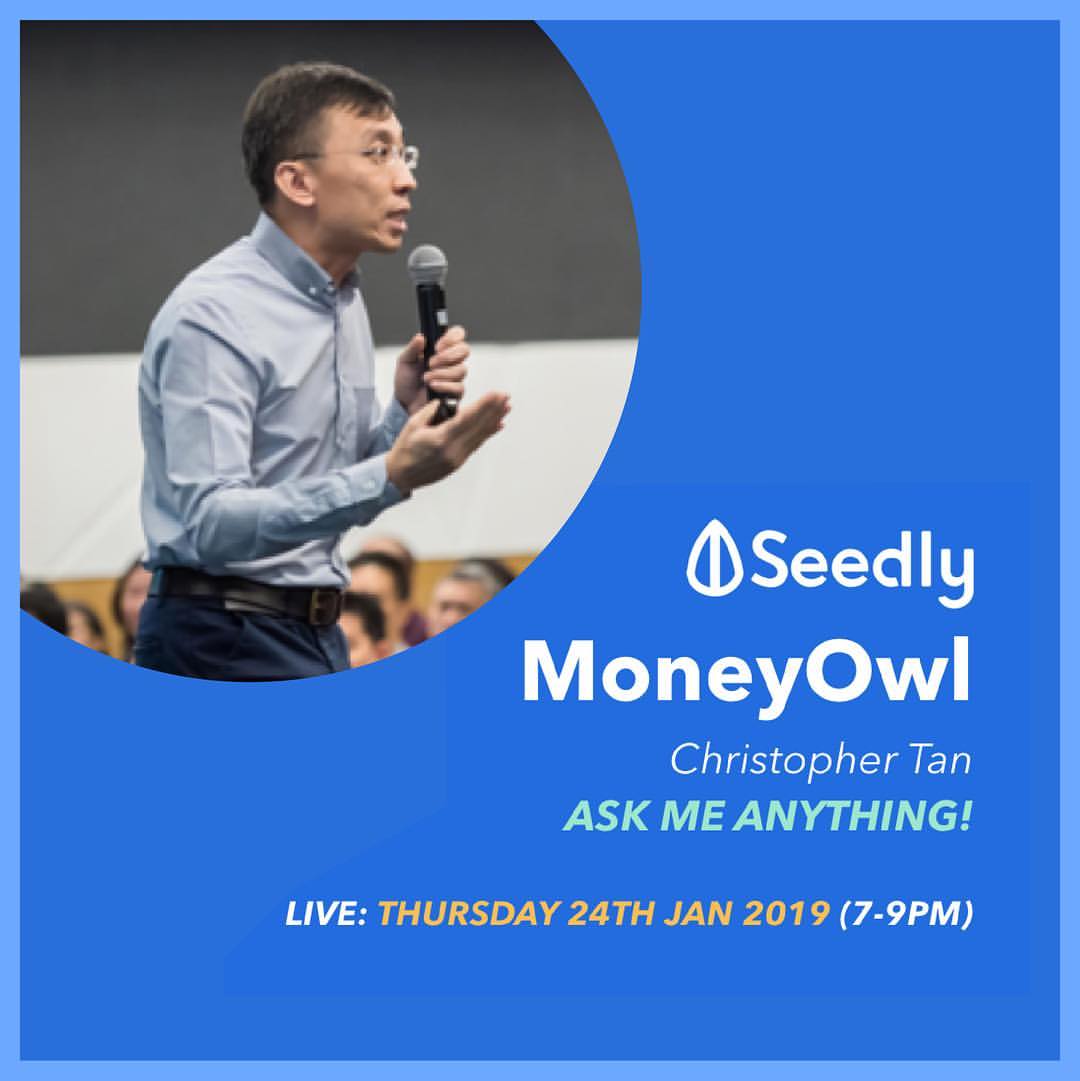 Seedly
MoneyOwl
Christopher Tan
ASK ME ANYTHING!
LIVE: THURSDAY 24TH JAN 2019 (7-9PM)